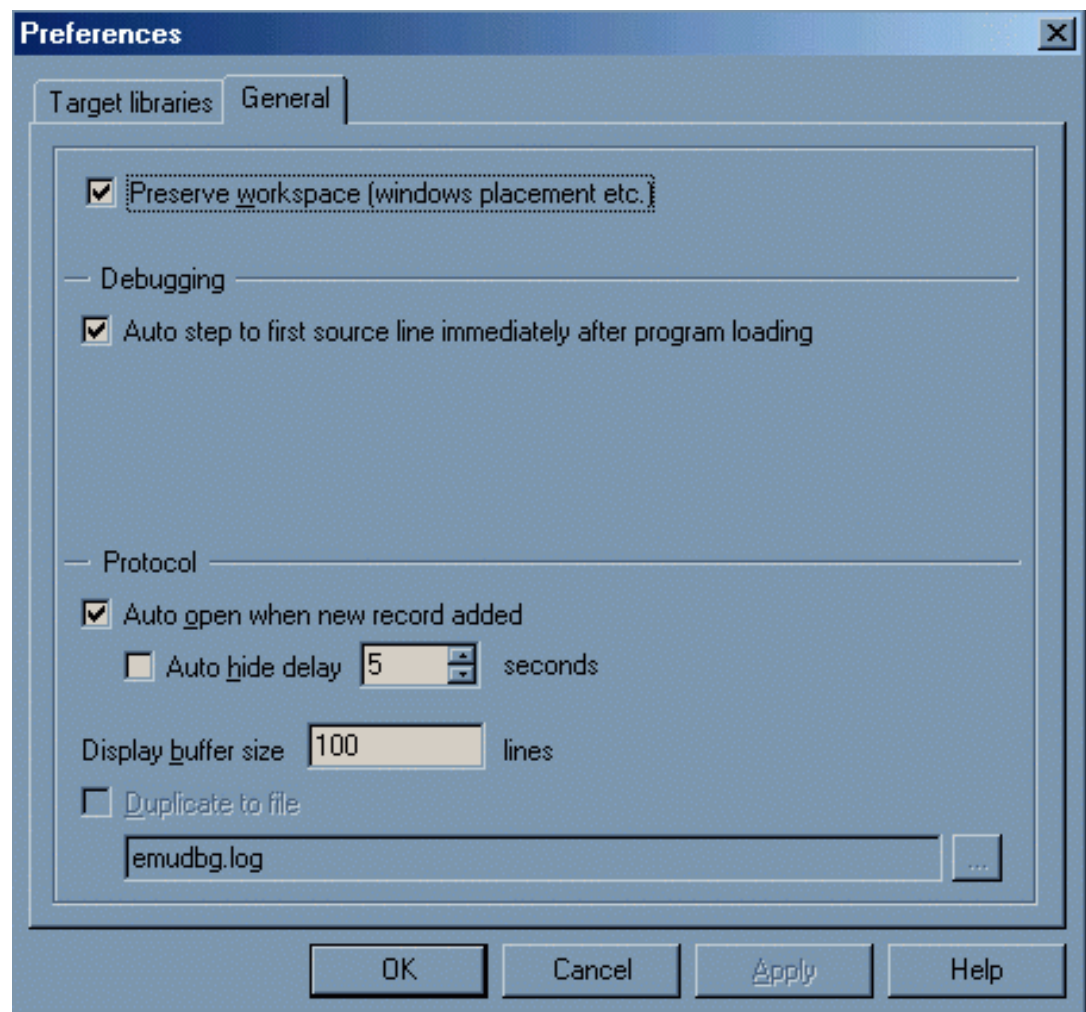 Preferences
Target libraries General
Preserve workspace (windows placement etc.)
Debugging
Auto step to first source line immediately after program loading
Protocol
Auto open when new record added
Auto hide delay 5 seconds
Display buffer size 100 lines
Duplicate to file
emudbg.log ...
OK Cancel Apply Help